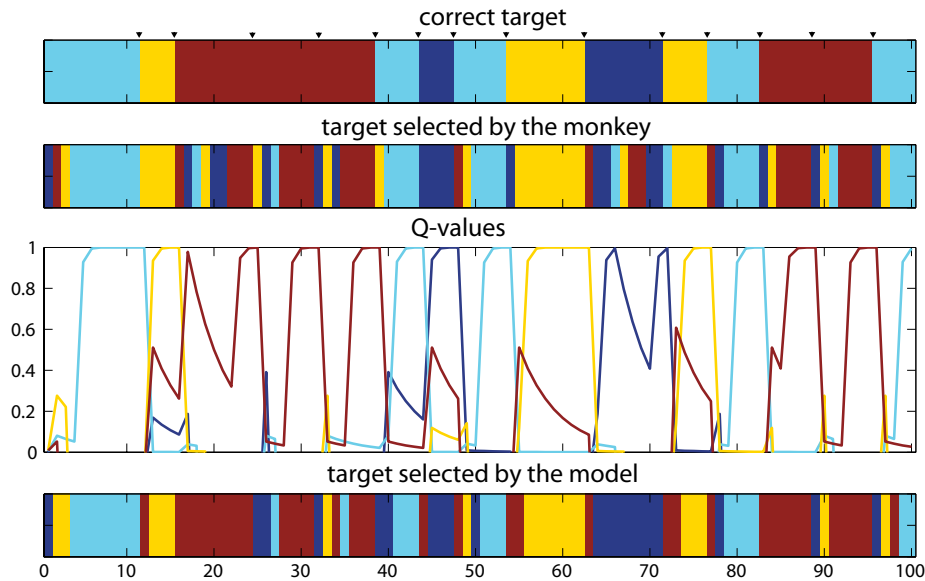 correct target
target selected by the monkey
Q-values
1
0.8
0.6
0.4
0.2
0
target selected by the model
0 10 20 30 40 50 60 70 80 90 100